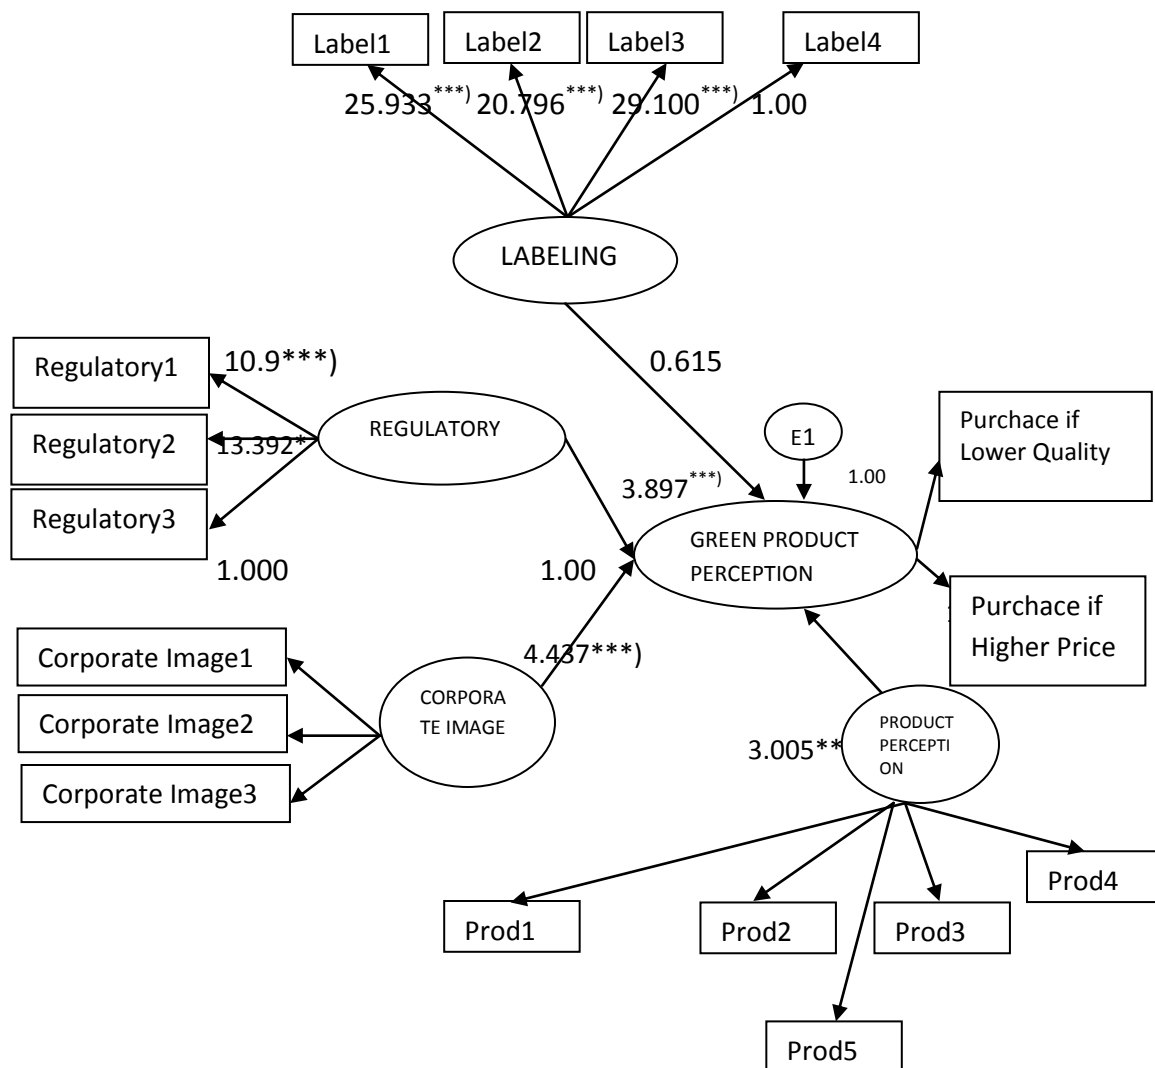 Label1 Label2 Label3 Label4
25.933***) 20.796***) 29.100***) 1.00
LABELING
Regulatory1 10.9***)
0.615
REGULATORY
Regulatory2 13.392*
E1
Purchace if
Lower Quality
1.00
3.897***)
Regulatory3
GREEN PRODUCT
PERCEPTION
1.000 1.00
Purchace if
Higher Price
Corporate Image1
4.437***)
CORPORA
TE IMAGE
Corporate Image2
PRODUCT
PERCEPTI
ON
3.005**
Corporate Image3
Prod4
Prod1 Prod2 Prod3
Prod5